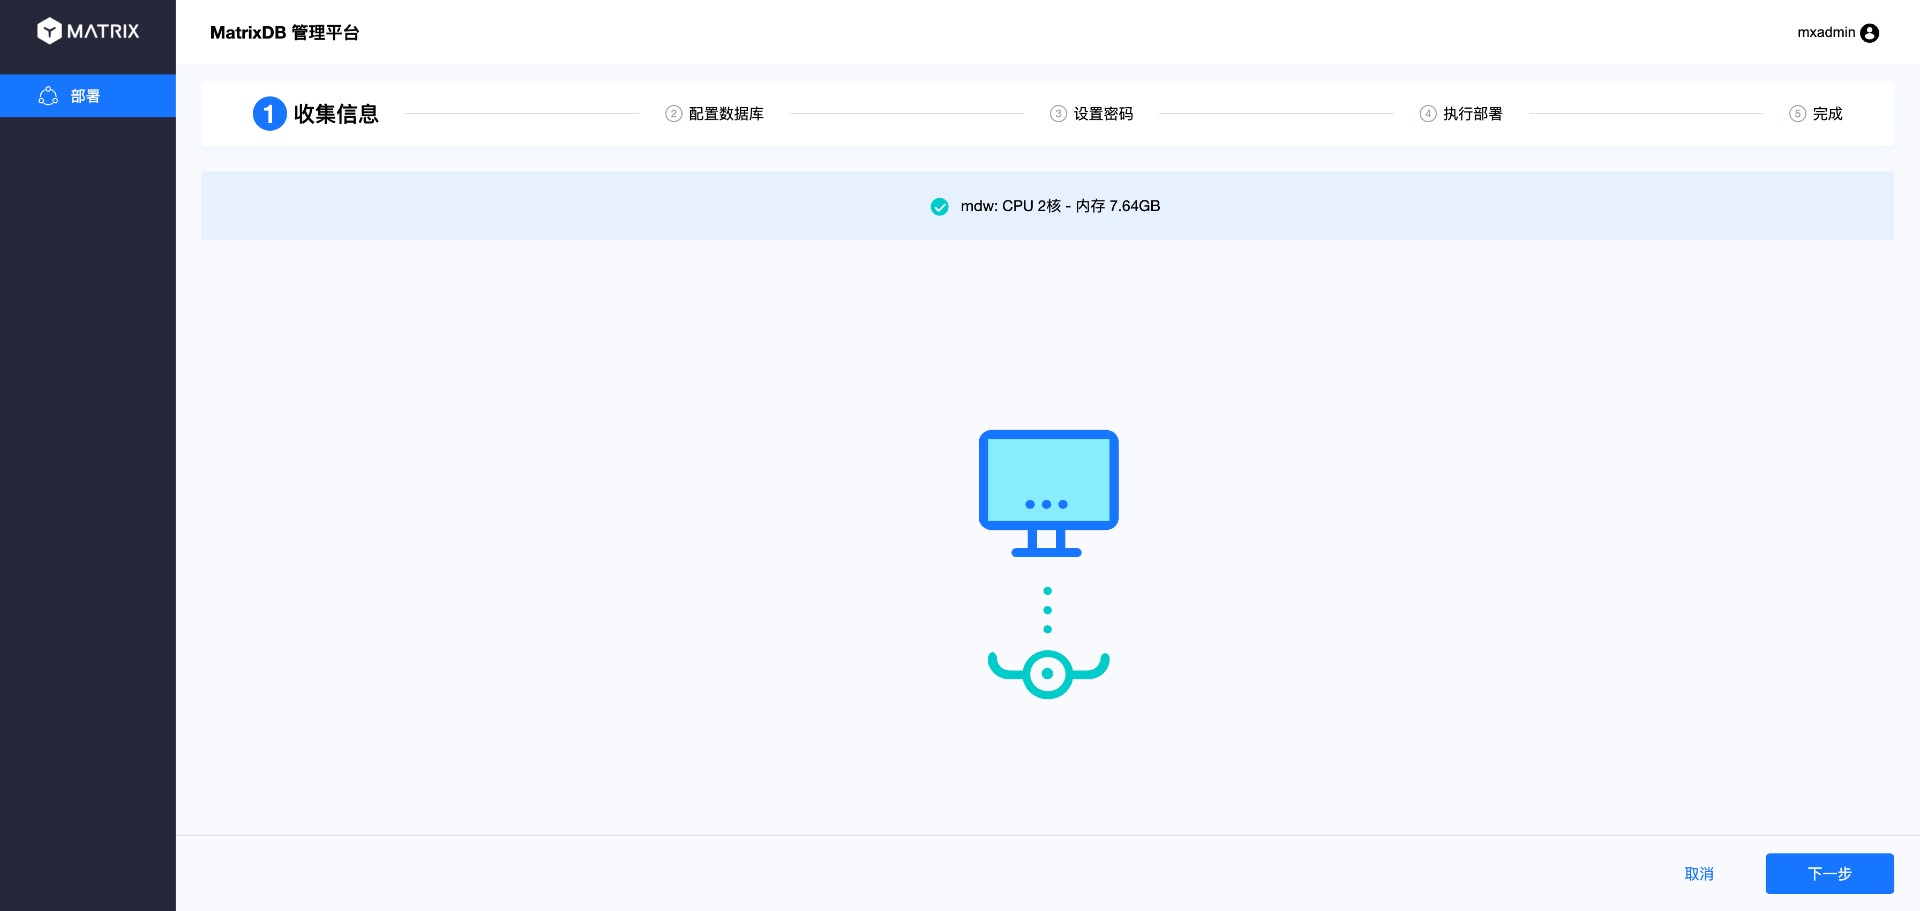 MATRIX
MatrixDB 管理平台
mxadmin
部署
1 收集信息
2 配置数据库
3 设置密码
4 执行部署
5 完成
mdw: CPU 2核 - 内存 7.64GB
取消
下一步